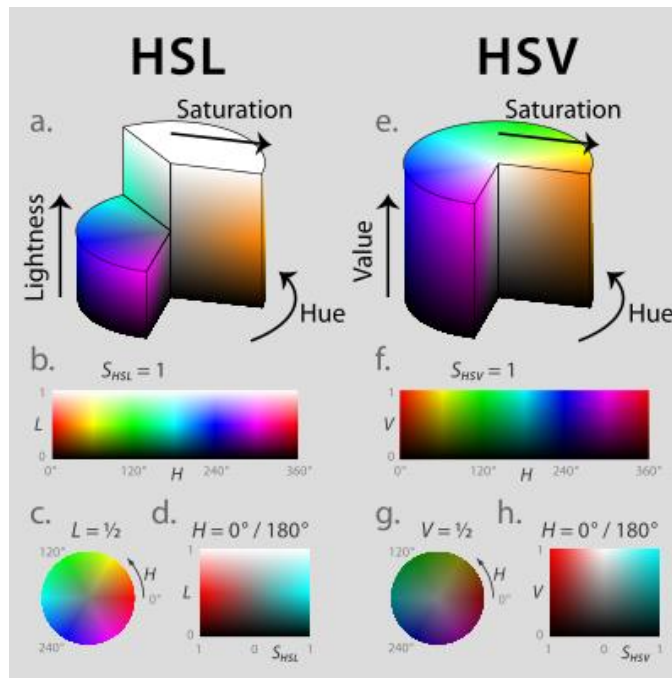 HSL
a.
Saturation
Lightness
Hue
b.
S_HSL = 1
1
L
0
0° 120° 240° 360°
H
c.
L = ½
120°
H
0°
240°
d.
H = 0° / 180°
1
L
0
1 0 S_HSL 1
HSV
e.
Saturation
Value
Hue
f.
S_HSV = 1
1
V
0
0° 120° 240° 360°
H
g.
V = ½
120°
H
0°
240°
h.
H = 0° / 180°
1
V
0
1 0 S_HSV 1